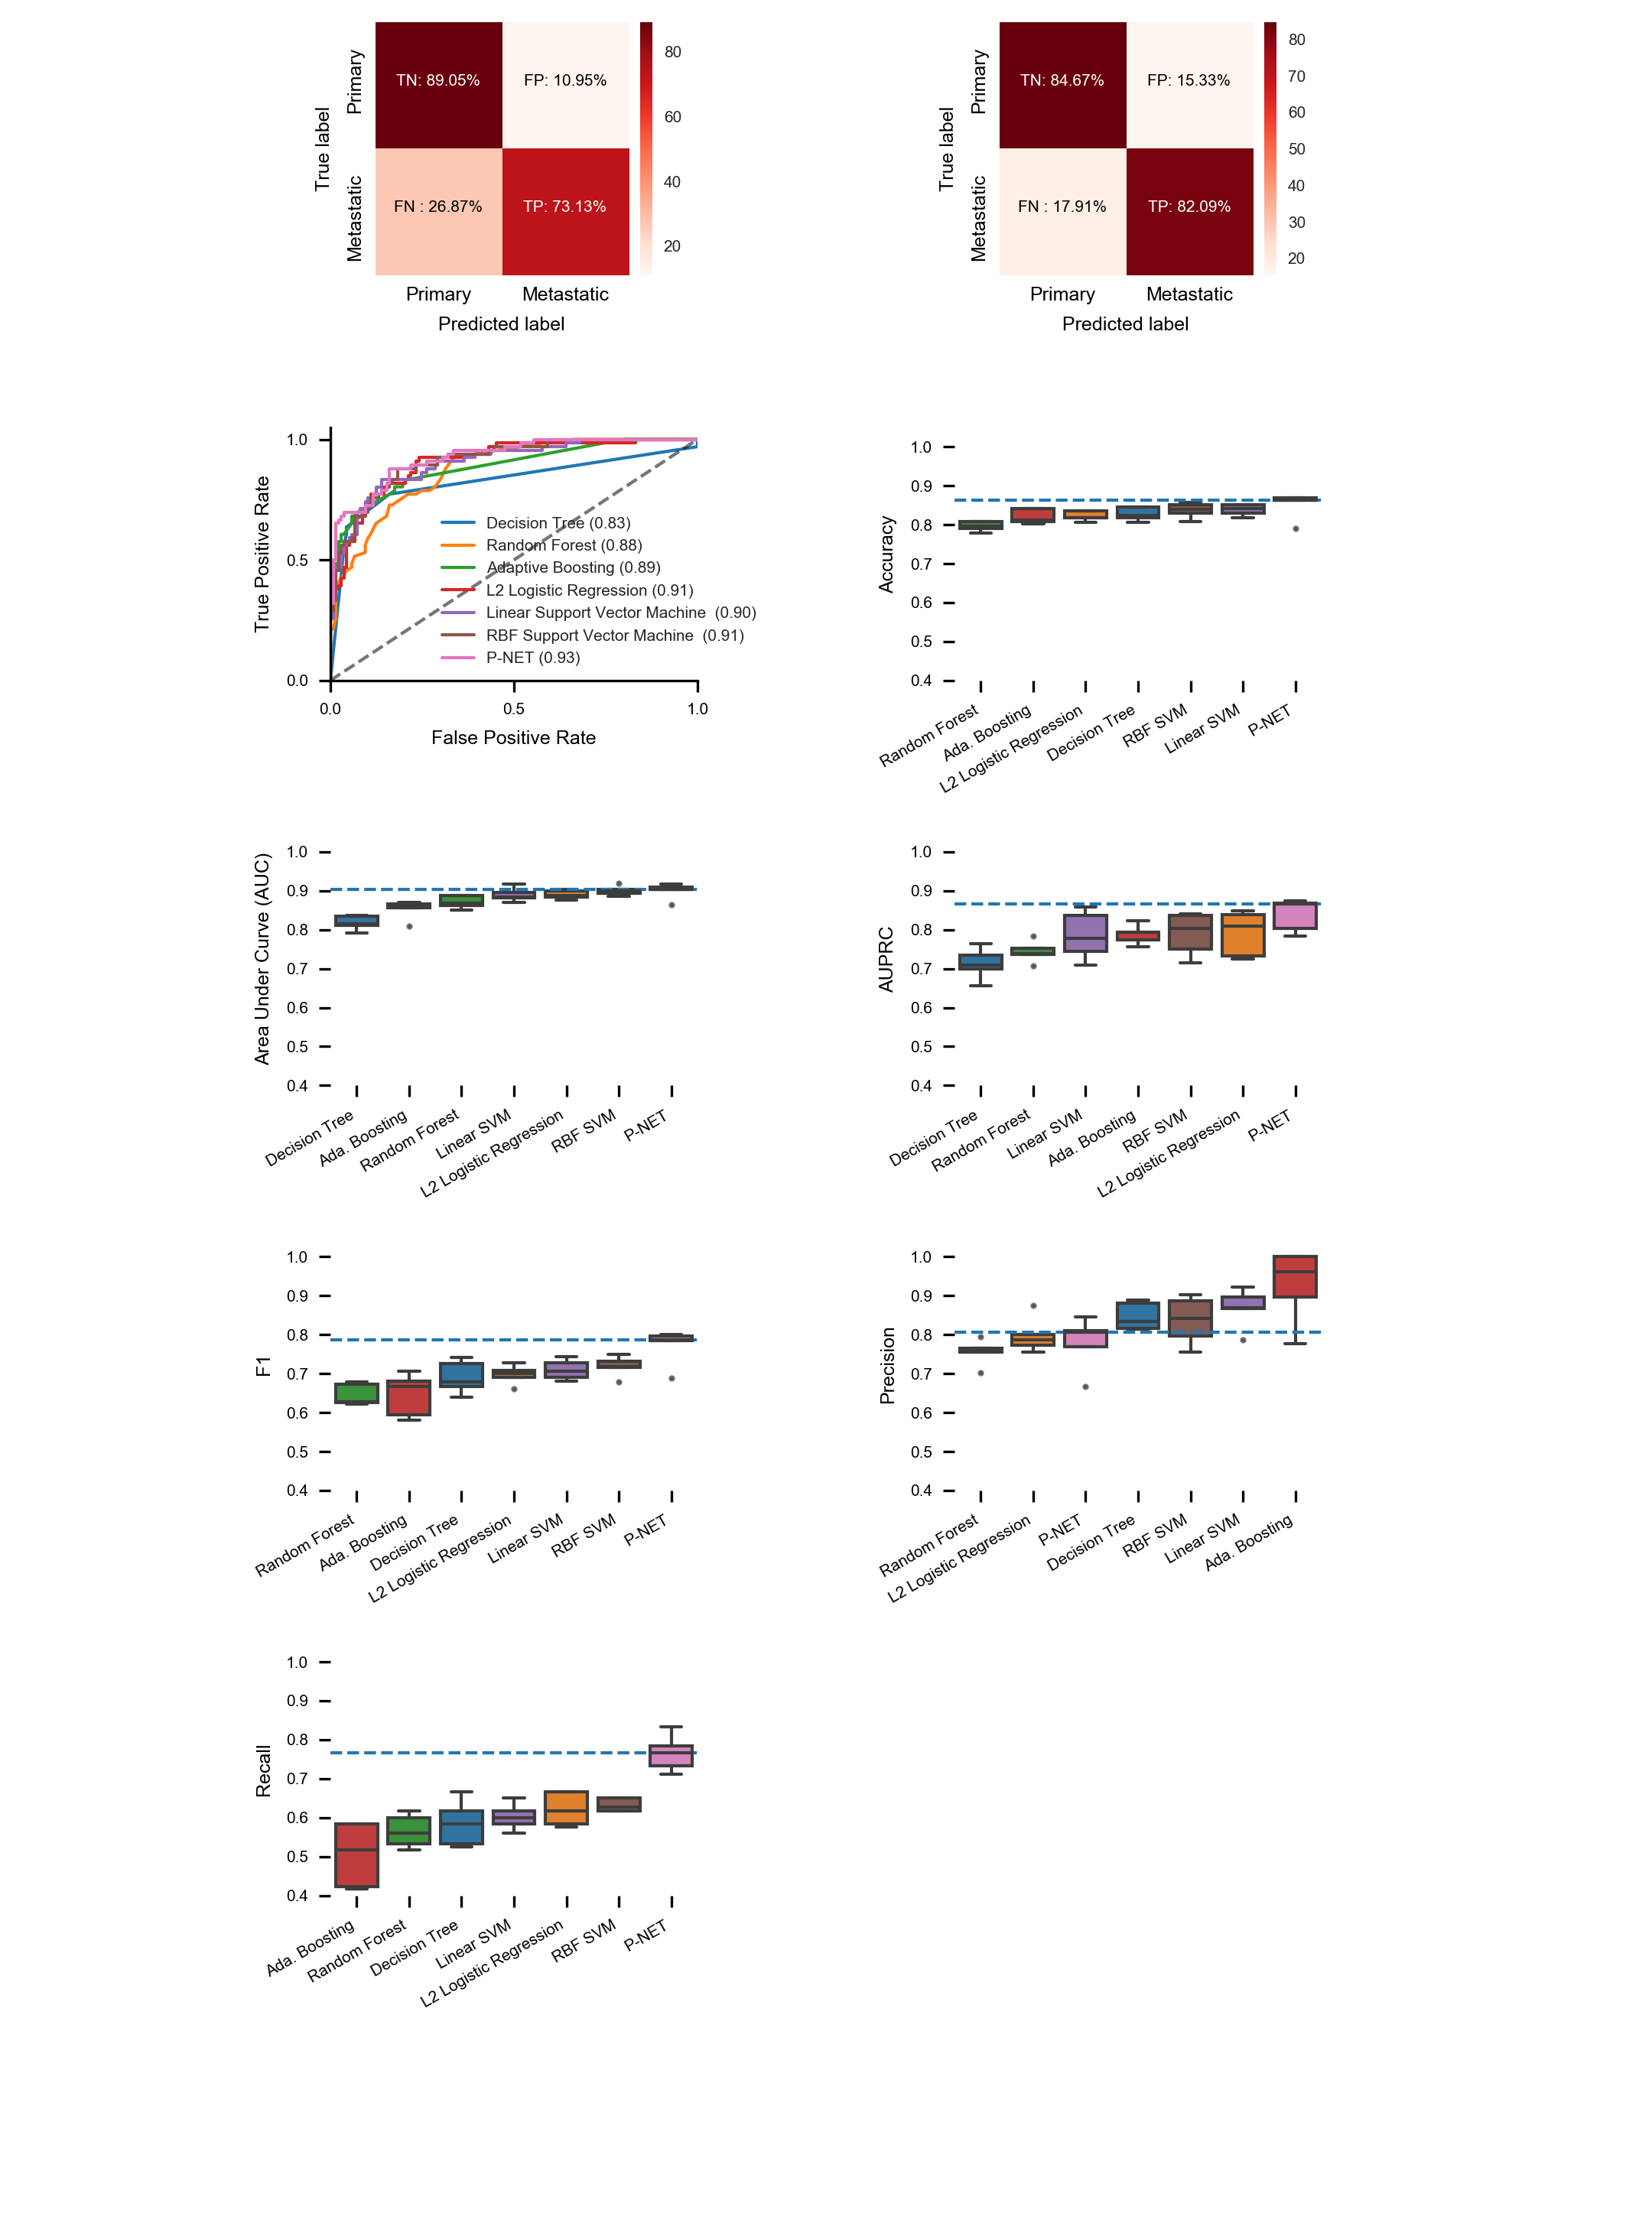 True label
Primary
Metastatic
TN: 89.05%
FP: 10.95%
FN : 26.87%
TP: 73.13%
80
60
40
20
Primary
Metastatic
Predicted label
True label
Primary
Metastatic
TN: 84.67%
FP: 15.33%
FN : 17.91%
TP: 82.09%
80
70
60
50
40
30
20
Primary
Metastatic
Predicted label
True Positive Rate
1.0
0.5
0.0
Decision Tree (0.83)
Random Forest (0.88)
Adaptive Boosting (0.89)
L2 Logistic Regression (0.91)
Linear Support Vector Machine (0.90)
RBF Support Vector Machine (0.91)
P-NET (0.93)
0.0
0.5
1.0
False Positive Rate
Accuracy
1.0
0.9
0.8
0.7
0.6
0.5
0.4
Random Forest
Ada. Boosting
L2 Logistic Regression
Decision Tree
RBF SVM
Linear SVM
P-NET
Area Under Curve (AUC)
1.0
0.9
0.8
0.7
0.6
0.5
0.4
Decision Tree
Ada. Boosting
Random Forest
Linear SVM
L2 Logistic Regression
RBF SVM
P-NET
AUPRC
1.0
0.9
0.8
0.7
0.6
0.5
0.4
Decision Tree
Random Forest
Linear SVM
Ada. Boosting
RBF SVM
L2 Logistic Regression
P-NET
F1
1.0
0.9
0.8
0.7
0.6
0.5
0.4
Random Forest
Ada. Boosting
Decision Tree
L2 Logistic Regression
Linear SVM
RBF SVM
P-NET
Precision
1.0
0.9
0.8
0.7
0.6
0.5
0.4
Random Forest
L2 Logistic Regression
P-NET
Decision Tree
RBF SVM
Linear SVM
Ada. Boosting
Recall
1.0
0.9
0.8
0.7
0.6
0.5
0.4
Ada. Boosting
Random Forest
Decision Tree
Linear SVM
L2 Logistic Regression
RBF SVM
P-NET